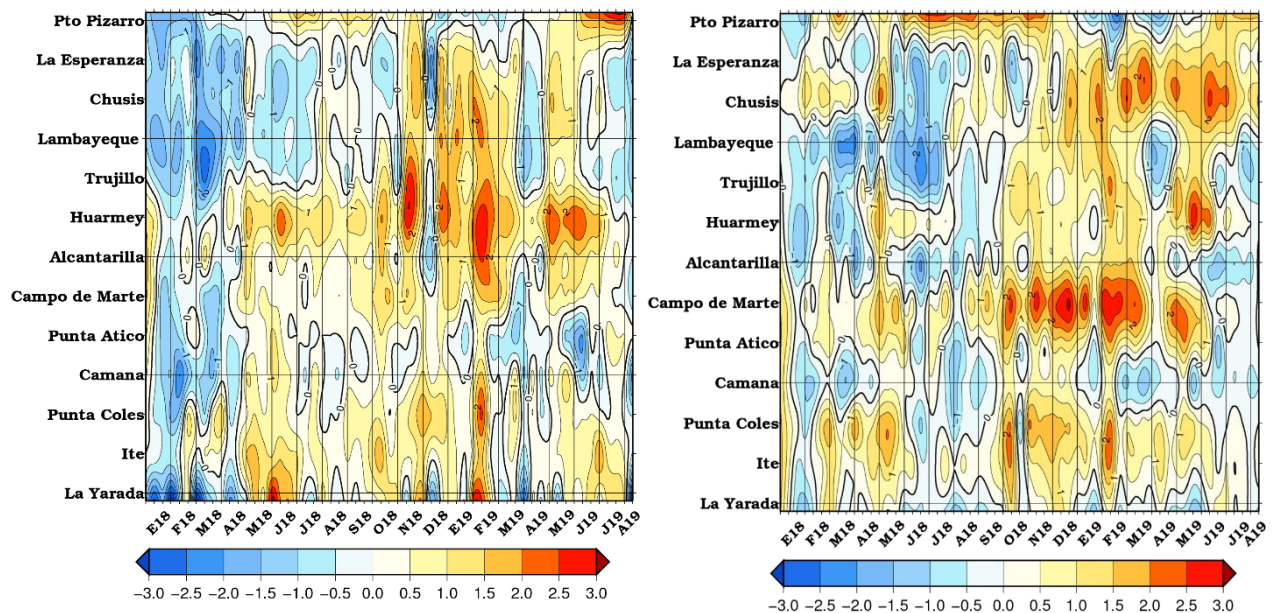 Pto Pizarro
La Esperanza
Chusis
Lambayeque
Trujillo
Huarmey
Alcantarilla
Campo de Marte
Punta Atico
Camana
Punta Coles
Ite
La Yarada
E18 F18 M18 A18 M18 J18 J18 A18 S18 O18 N18 D18 E19 F19 M19 A19 M19 J19 J19 A19
−3.0 −2.5 −2.0 −1.5 −1.0 −0.5 0.0 0.5 1.0 1.5 2.0 2.5 3.0
Pto Pizarro
La Esperanza
Chusis
Lambayeque
Trujillo
Huarmey
Alcantarilla
Campo de Marte
Punta Atico
Camana
Punta Coles
Ite
La Yarada
E18 F18 M18 A18 M18 J18 J18 A18 S18 O18 N18 D18 E19 F19 M19 A19 M19 J19 J19 A19
−3.0 −2.5 −2.0 −1.5 −1.0 −0.5 0.0 0.5 1.0 1.5 2.0 2.5 3.0